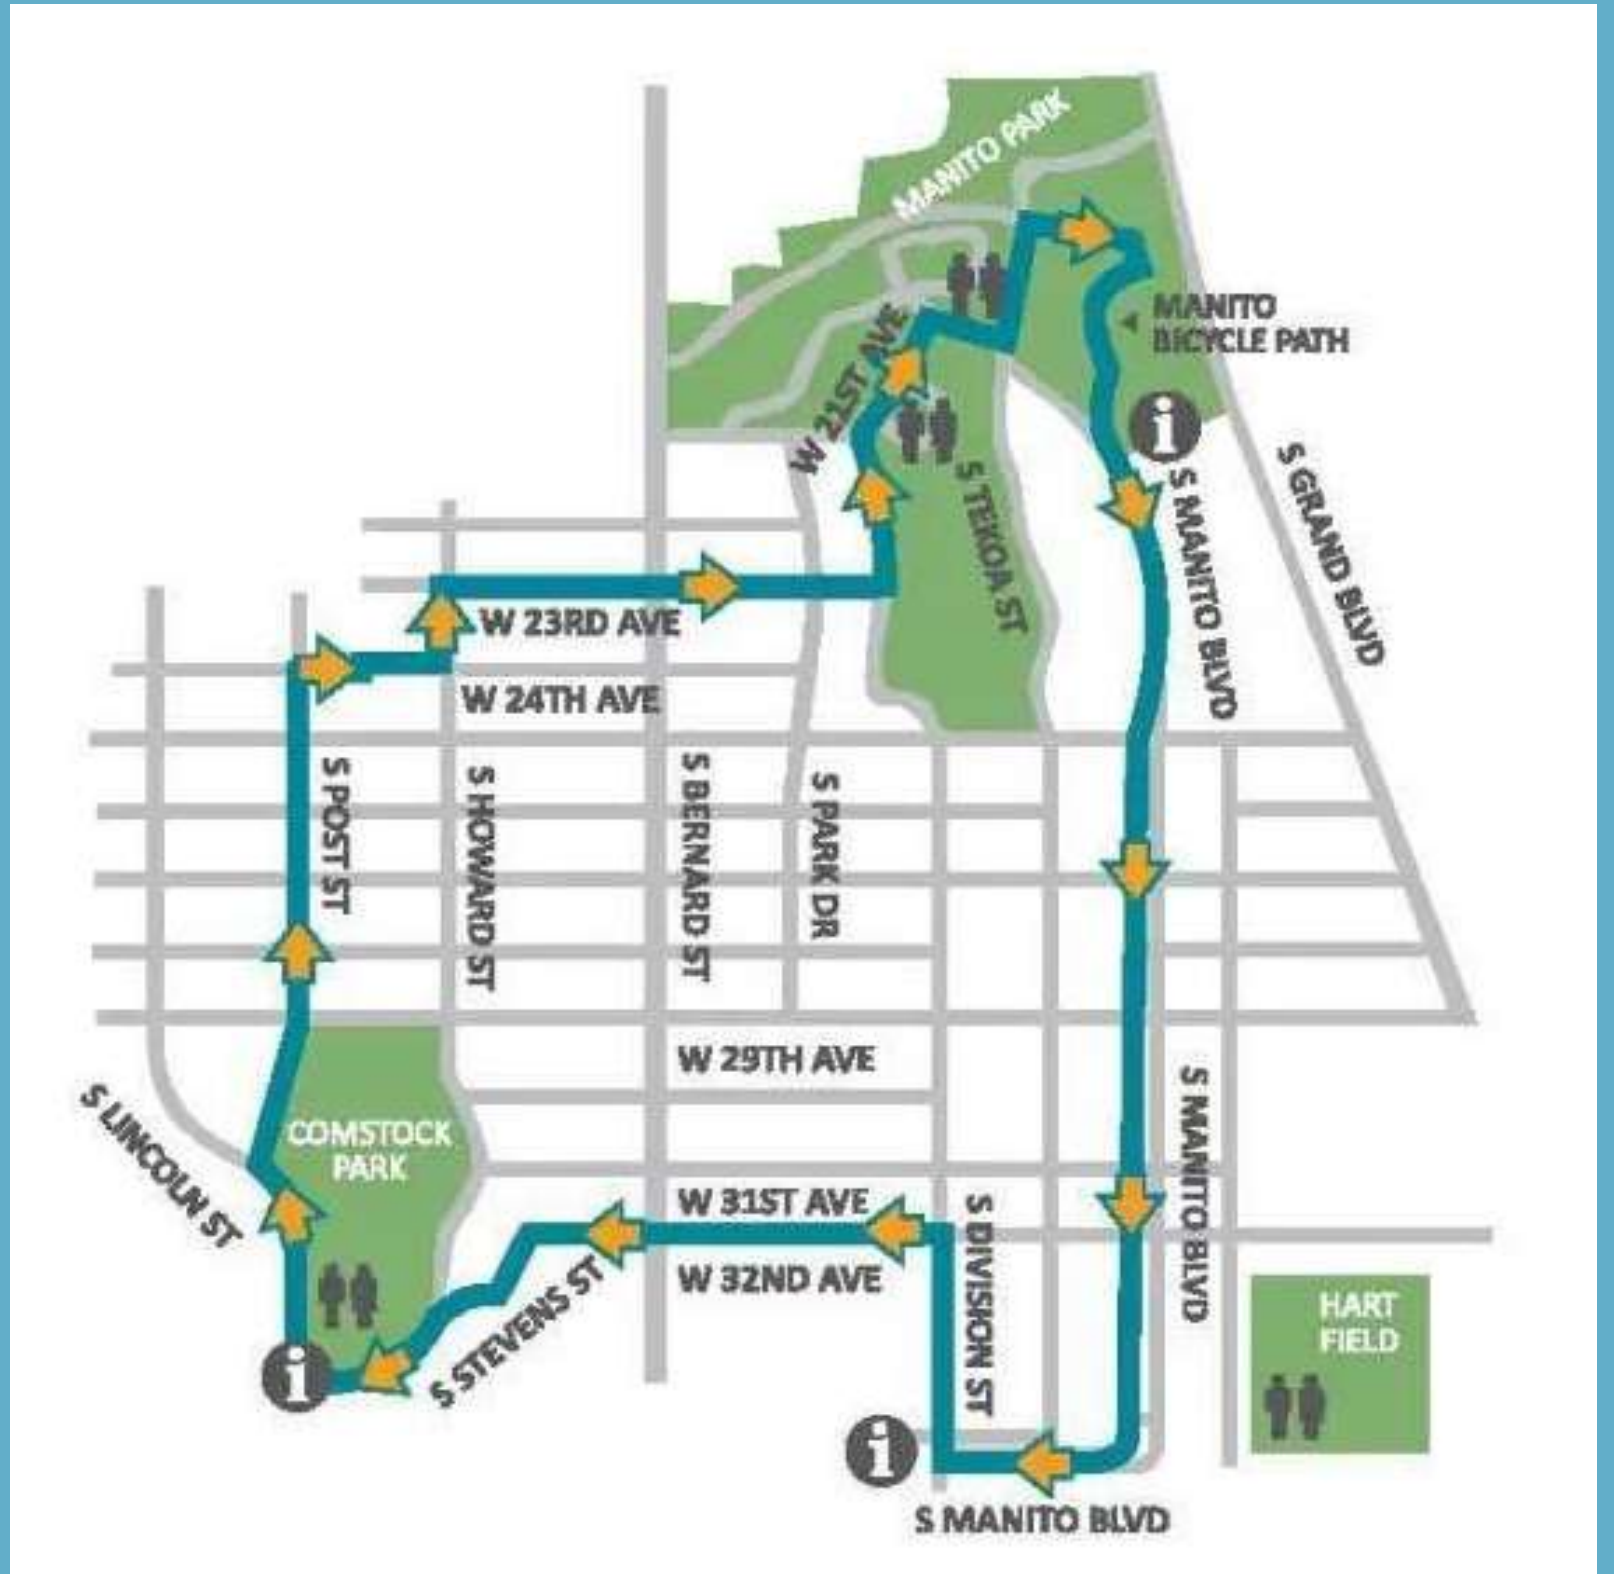 MANITO PARK
MANITO
BICYCLE PATH
W 21ST AVE
i
S TEKOA ST
S MANITO BLVD
S GRAND BLVD
W 23RD AVE
W 24TH AVE
S POST ST
S HOWARD ST
S BERNARD ST
S PARK DR
W 29TH AVE
S LINCOLN ST
COMSTOCK
PARK
W 31ST AVE
W 32ND AVE
S DIVISION ST
S MANITO BLVD
HART
FIELD
S STEVENS ST
i
i
S MANITO BLVD